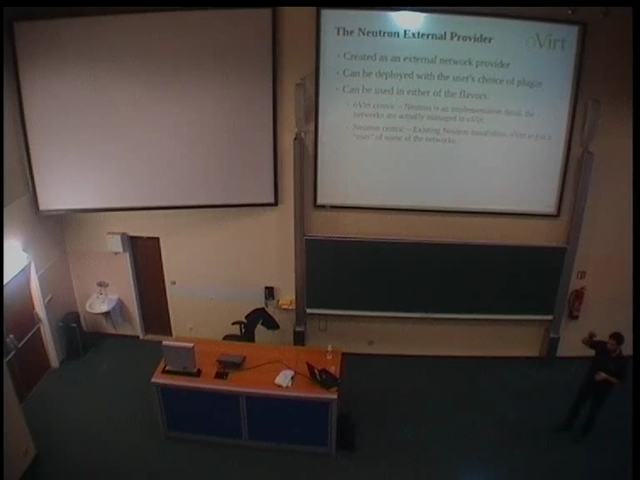 The Neutron External Provider
oVirt
Created as an external network provider
Can be deployed with the user's choice of plugin
Can be used in either of the flavors:
oVirt centric – Neutron is an implementation detail, the
networks are actually managed in oVirt.
Neutron centric – Existing Neutron installation, oVirt is just a
"user" of some of the networks.